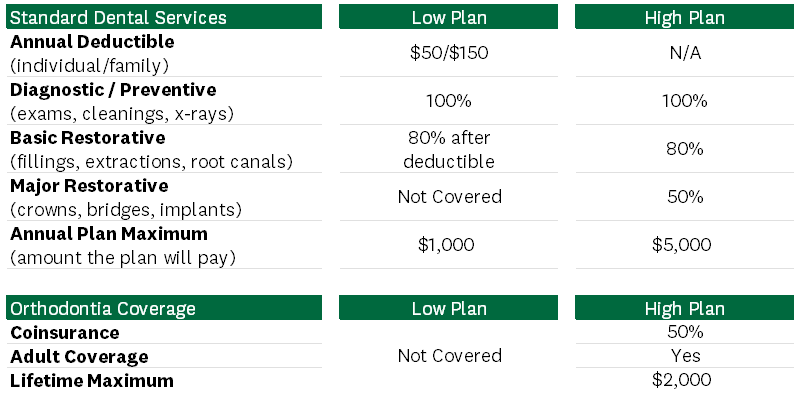 Standard Dental Services Low Plan High Plan
Annual Deductible
(individual/family) $50/$150 N/A
Diagnostic / Preventive
(exams, cleanings, x-rays) 100% 100%
Basic Restorative
(fillings, extractions, root canals) 80% after
deductible 80%
Major Restorative
(crowns, bridges, implants) Not Covered 50%
Annual Plan Maximum
(amount the plan will pay) $1,000 $5,000
Orthodontia Coverage Low Plan High Plan
Coinsurance 50%
Adult Coverage Not Covered Yes
Lifetime Maximum $2,000